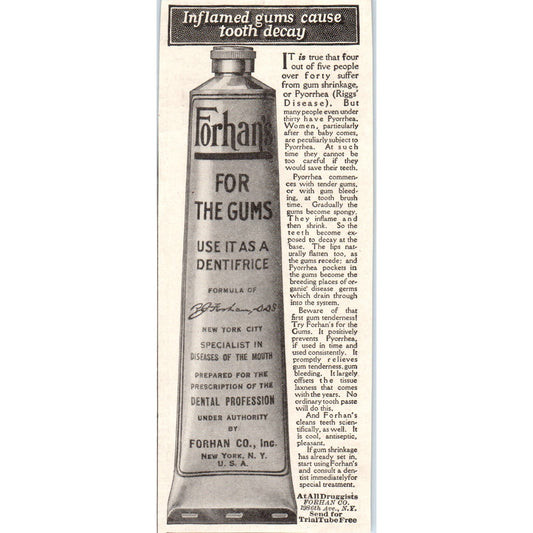 Inflamed gums cause
tooth decay
Forhan's
FOR
THE GUMS
USE IT AS A
DENTIFRICE
FORMULA OF
R J Forhan, D.D.S.
NEW YORK CITY
SPECIALIST IN
DISEASES OF THE MOUTH
PREPARED FOR THE
PRESCRIPTION OF THE
DENTAL PROFESSION
UNDER AUTHORITY
BY
FORHAN CO., Inc.
NEW YORK, N.Y.
U.S.A.
IT is true that four
out of five people
over forty suffer
from gum shrinkage,
or Pyorrhea (Riggs'
Disease). But
many people even under
thirty have Pyorrhea.
Women, particularly
after the baby comes,
are peculiarly subject to
Pyorrhea. At such
time they cannot be
too careful if they
would save their teeth.
Pyorrhea commen-
ces with tender gums,
or with gum bleed-
ing, at tooth brush
time. Gradually the
gums become spongy.
They inflame and
then shrink. So the
teeth become ex-
posed to decay at the
base. The lips nat-
urally flatten too, as
the gums recede; and
Pyorrhea pockets in
the gums become the
breeding places of or-
ganic disease germs
which drain through
into the system.
Beware of that
first gum tenderness!
Try Forhan's for the
Gums. It positively
prevents Pyorrhea,
if used in time and
used consistently. It
promptly relieves
gum tenderness, gum
bleeding. It largely
offsets the tissue
laxness that comes
with the years. No
ordinary tooth paste
will do this.
And Forhan's
cleans teeth scien-
tifically, as well. It
is cool, antiseptic,
pleasant.
If gum shrinkage
has already set in,
start using Forhan's
and consult a den-
tist immediately for
special treatment.
At All Druggists
FORHAN CO.
198 6th Ave., N.Y.
Send for
Trial Tube Free